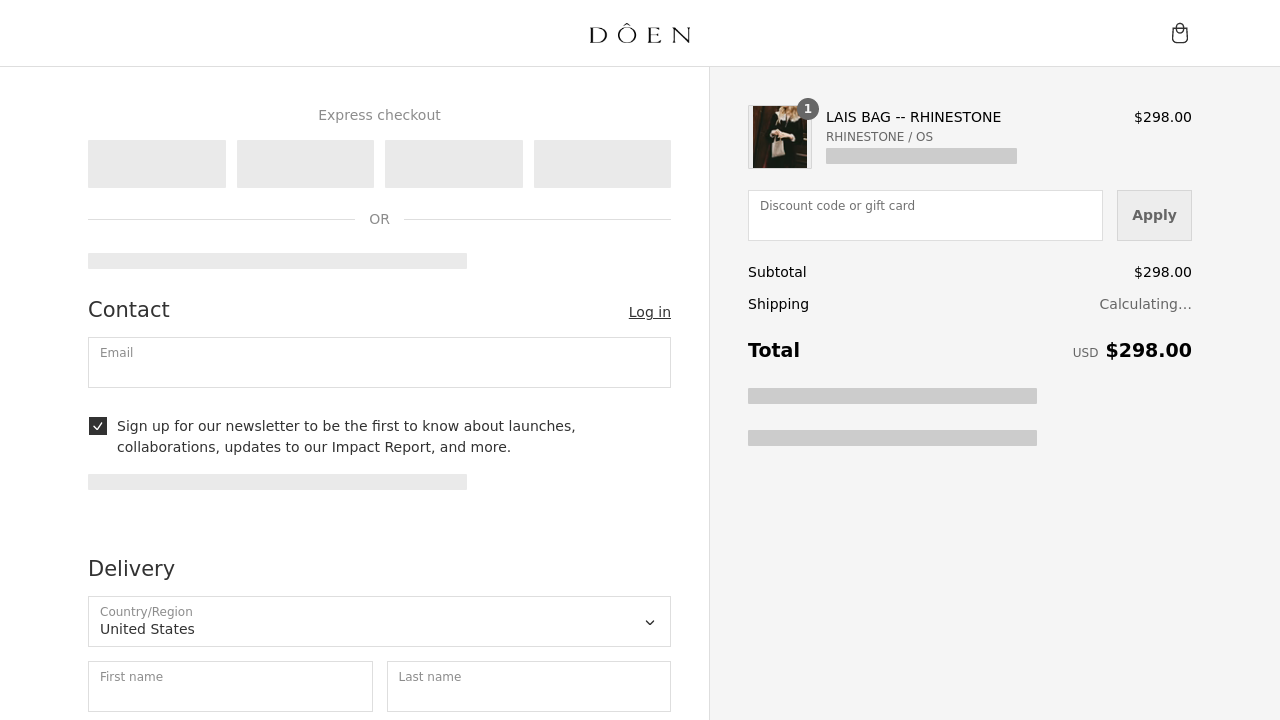 DÔEN
Express checkout
OR
Contact
Log in
Email
Sign up for our newsletter to be the first to know about launches,
collaborations, updates to our Impact Report, and more.
Delivery
Country/Region
United States
First name
Last name
1
LAIS BAG -- RHINESTONE
$298.00
RHINESTONE / OS
Discount code or gift card
Apply
Subtotal
$298.00
Shipping
Calculating...
Total
USD $298.00